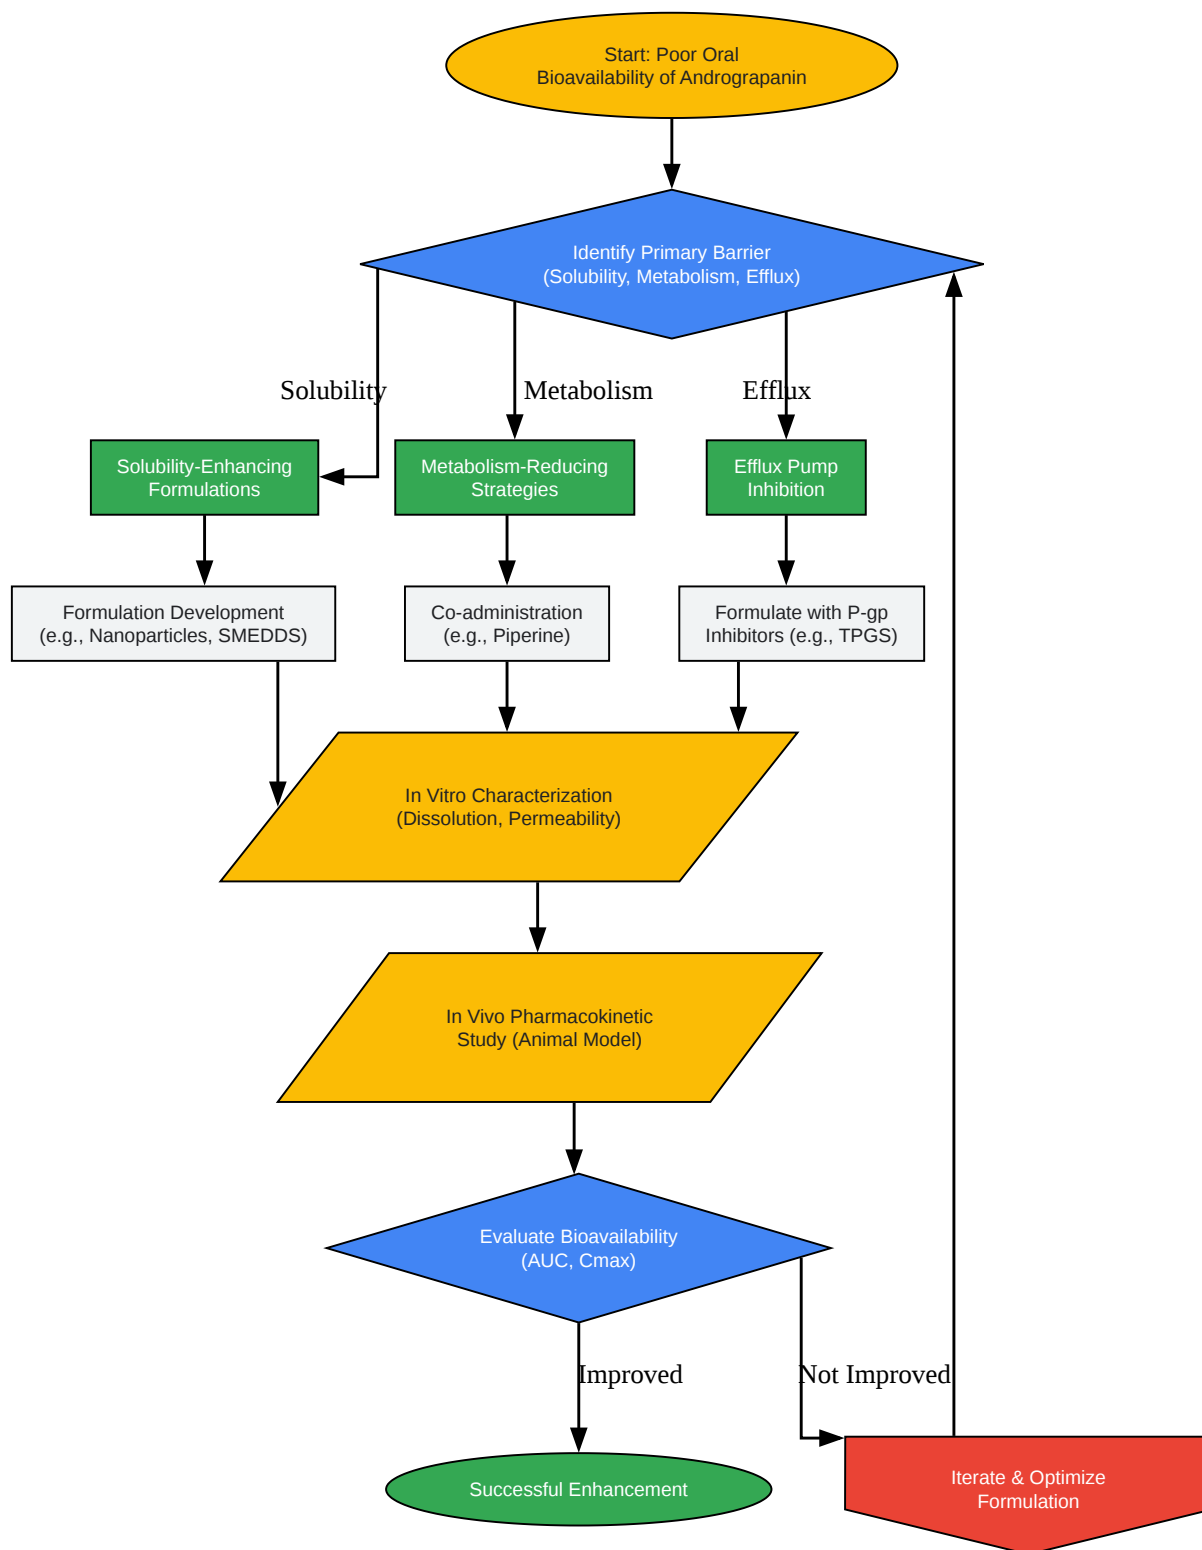 Start: Poor Oral
Bioavailability of Andrograpanin
Identify Primary Barrier
(Solubility, Metabolism, Efflux)
Solubility
Metabolism
Efflux
Solubility-Enhancing
Formulations
Metabolism-Reducing
Strategies
Efflux Pump
Inhibition
Formulation Development
(e.g., Nanoparticles, SMEDDS)
Co-administration
(e.g., Piperine)
Formulate with P-gp
Inhibitors (e.g., TPGS)
In Vitro Characterization
(Dissolution, Permeability)
In Vivo Pharmacokinetic
Study (Animal Model)
Evaluate Bioavailability
(AUC, Cmax)
Improved
Not Improved
Successful Enhancement
Iterate & Optimize
Formulation